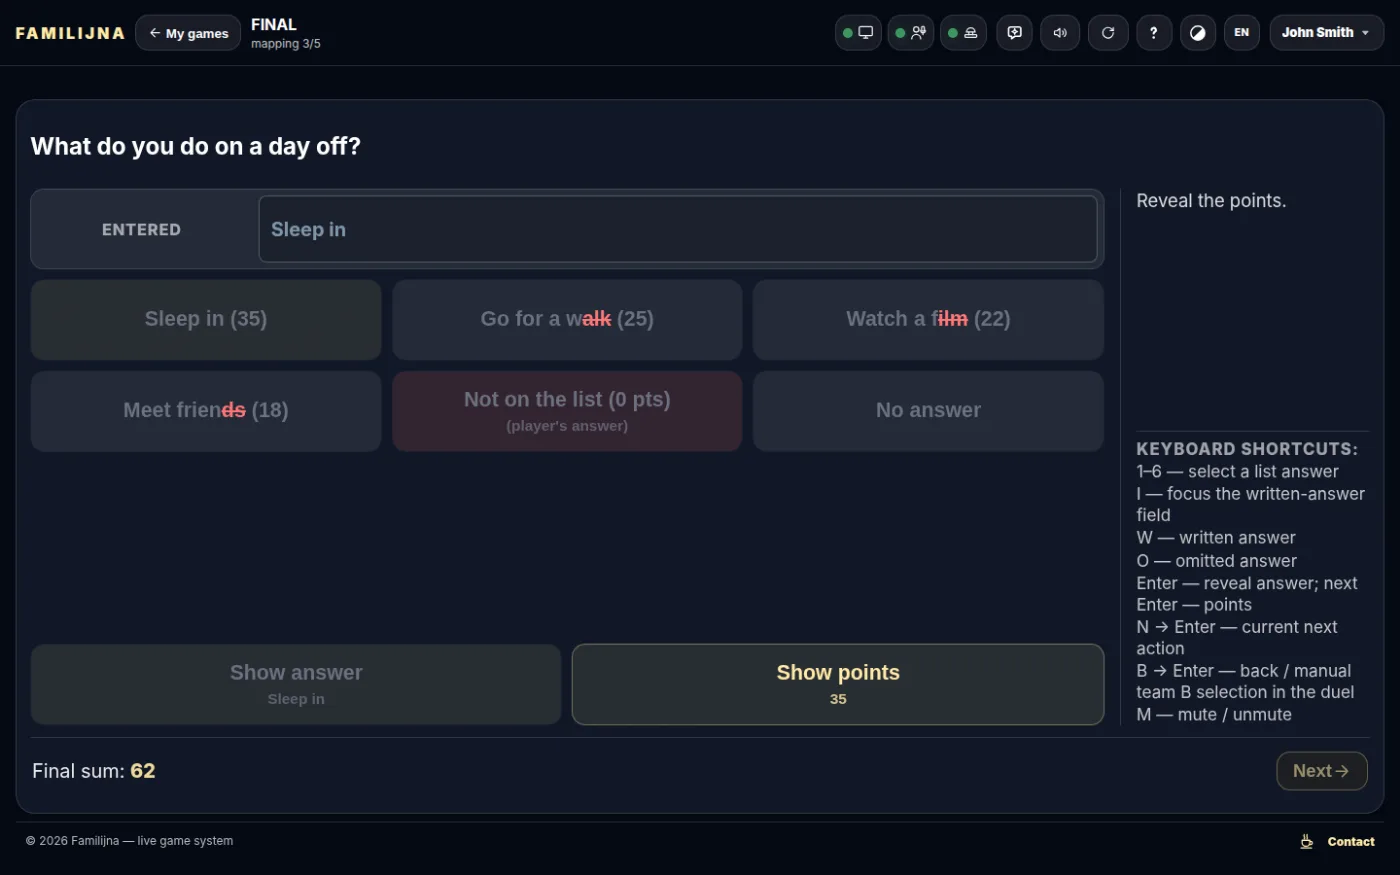 FAMILIJNA
← My games
FINAL
mapping 3/5
?
EN
John Smith
What do you do on a day off?
ENTERED
Sleep in
Sleep in (35)
Go for a walk (25)
Watch a film (22)
Meet friends (18)
Not on the list (0 pts)
(player's answer)
No answer
Show answer
Sleep in
Show points
35
Reveal the points.
KEYBOARD SHORTCUTS:
1–6 — select a list answer
I — focus the written-answer
field
W — written answer
O — omitted answer
Enter — reveal answer; next
Enter — points
N → Enter — current next
action
B → Enter — back / manual
team B selection in the duel
M — mute / unmute
Final sum: 62
Next →
© 2026 Familijna — live game system
Contact